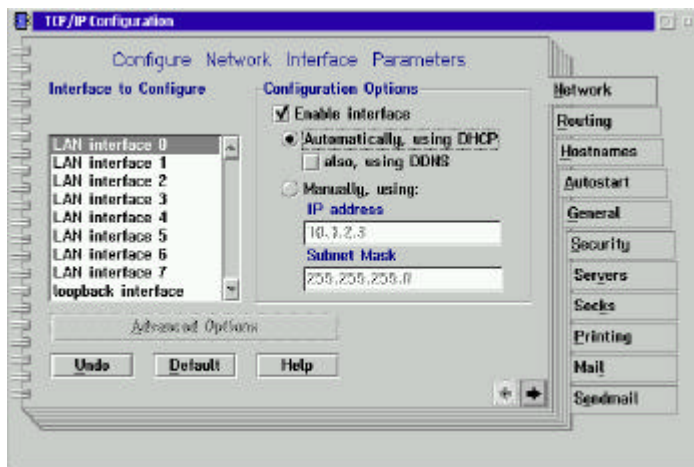 TCP/IP Configuration
Configure Network Interface Parameters
Interface to Configure
LAN interface 0
LAN interface 1
LAN interface 2
LAN interface 3
LAN interface 4
LAN interface 5
LAN interface 6
LAN interface 7
loopback interface
Configuration Options
Enable interface
Automatically, using DHCP
also, using DDNS
Manually, using:
IP address
10.1.2.3
Subnet Mask
255.255.255.0
Advanced Options
Undo
Default
Help
Network
Routing
Hostnames
Autostart
General
Security
Servers
Socks
Printing
Mail
Sendmail